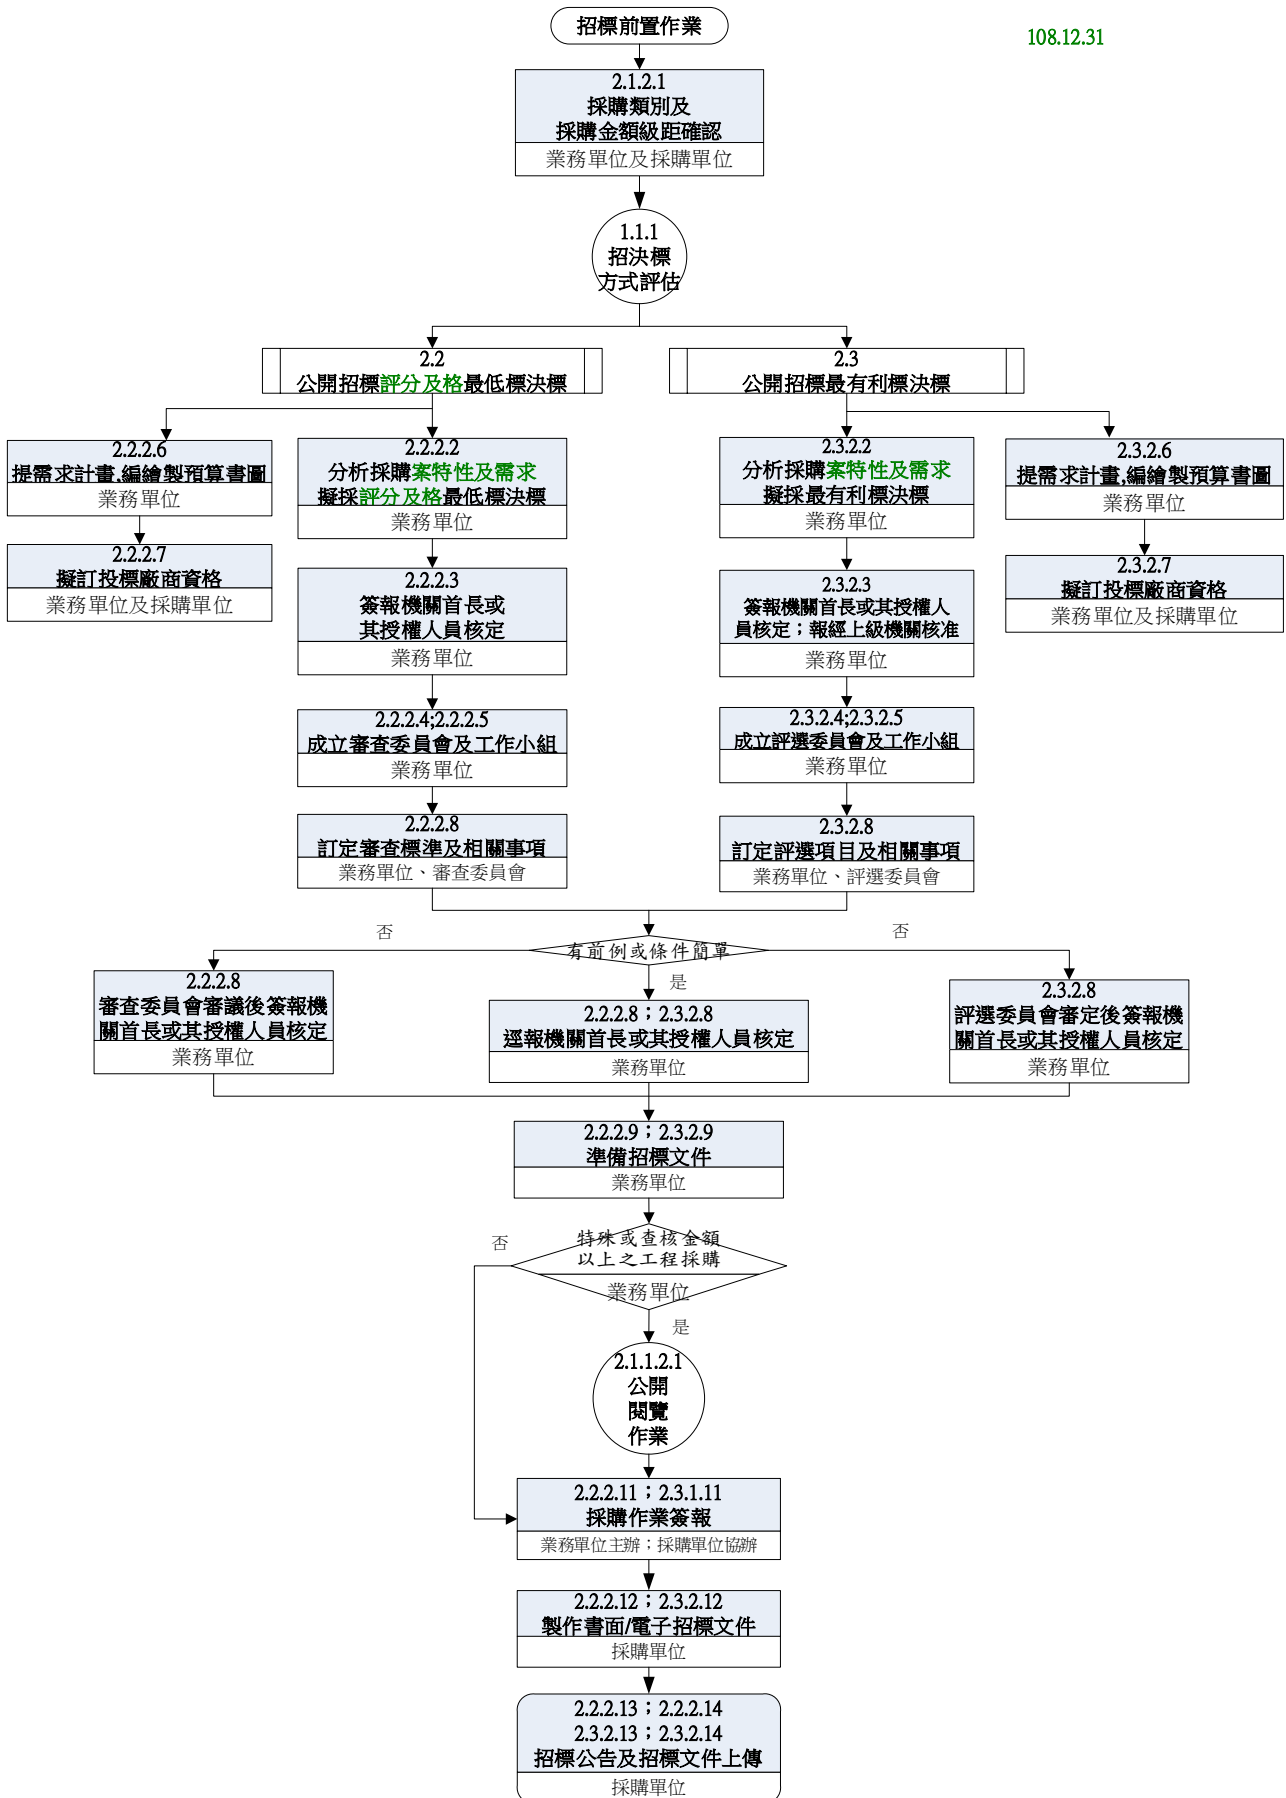 招標前置作業
108.12.31
2.1.2.1
採購類別及
採購金額級距確認
業務單位及採購單位
1.1.1
招決標
方式評估
2.2
公開招標評分及格最低標決標
2.3
公開招標最有利標決標
2.2.2.6
提需求計畫,編繪製預算書圖
業務單位
2.2.2.7
擬訂投標廠商資格
業務單位及採購單位
2.2.2.2
分析採購案特性及需求
擬採評分及格最低標決標
業務單位
2.2.2.3
簽報機關首長或
其授權人員核定
業務單位
2.2.2.4;2.2.2.5
成立審查委員會及工作小組
業務單位
2.2.2.8
訂定審查標準及相關事項
業務單位、審查委員會
2.3.2.2
分析採購案特性及需求
擬採最有利標決標
業務單位
2.3.2.3
簽報機關首長或其授權人
員核定；報經上級機關核准
業務單位
2.3.2.4;2.3.2.5
成立評選委員會及工作小組
業務單位
2.3.2.8
訂定評選項目及相關事項
業務單位、評選委員會
2.3.2.6
提需求計畫,編繪製預算書圖
業務單位
2.3.2.7
擬訂投標廠商資格
業務單位及採購單位
否
有前例或條件簡單
否
是
2.2.2.8
審查委員會審議後簽報機
關首長或其授權人員核定
業務單位
2.2.2.8；2.3.2.8
逕報機關首長或其授權人員核定
業務單位
2.3.2.8
評選委員會審定後簽報機
關首長或其授權人員核定
業務單位
2.2.2.9；2.3.2.9
準備招標文件
業務單位
否
特殊或查核金額
以上之工程採購
業務單位
是
2.1.1.2.1
公開
閱覽
作業
2.2.2.11；2.3.1.11
採購作業簽報
業務單位主辦；採購單位協辦
2.2.2.12；2.3.2.12
製作書面/電子招標文件
採購單位
2.2.2.13；2.2.2.14
2.3.2.13；2.3.2.14
招標公告及招標文件上傳
採購單位